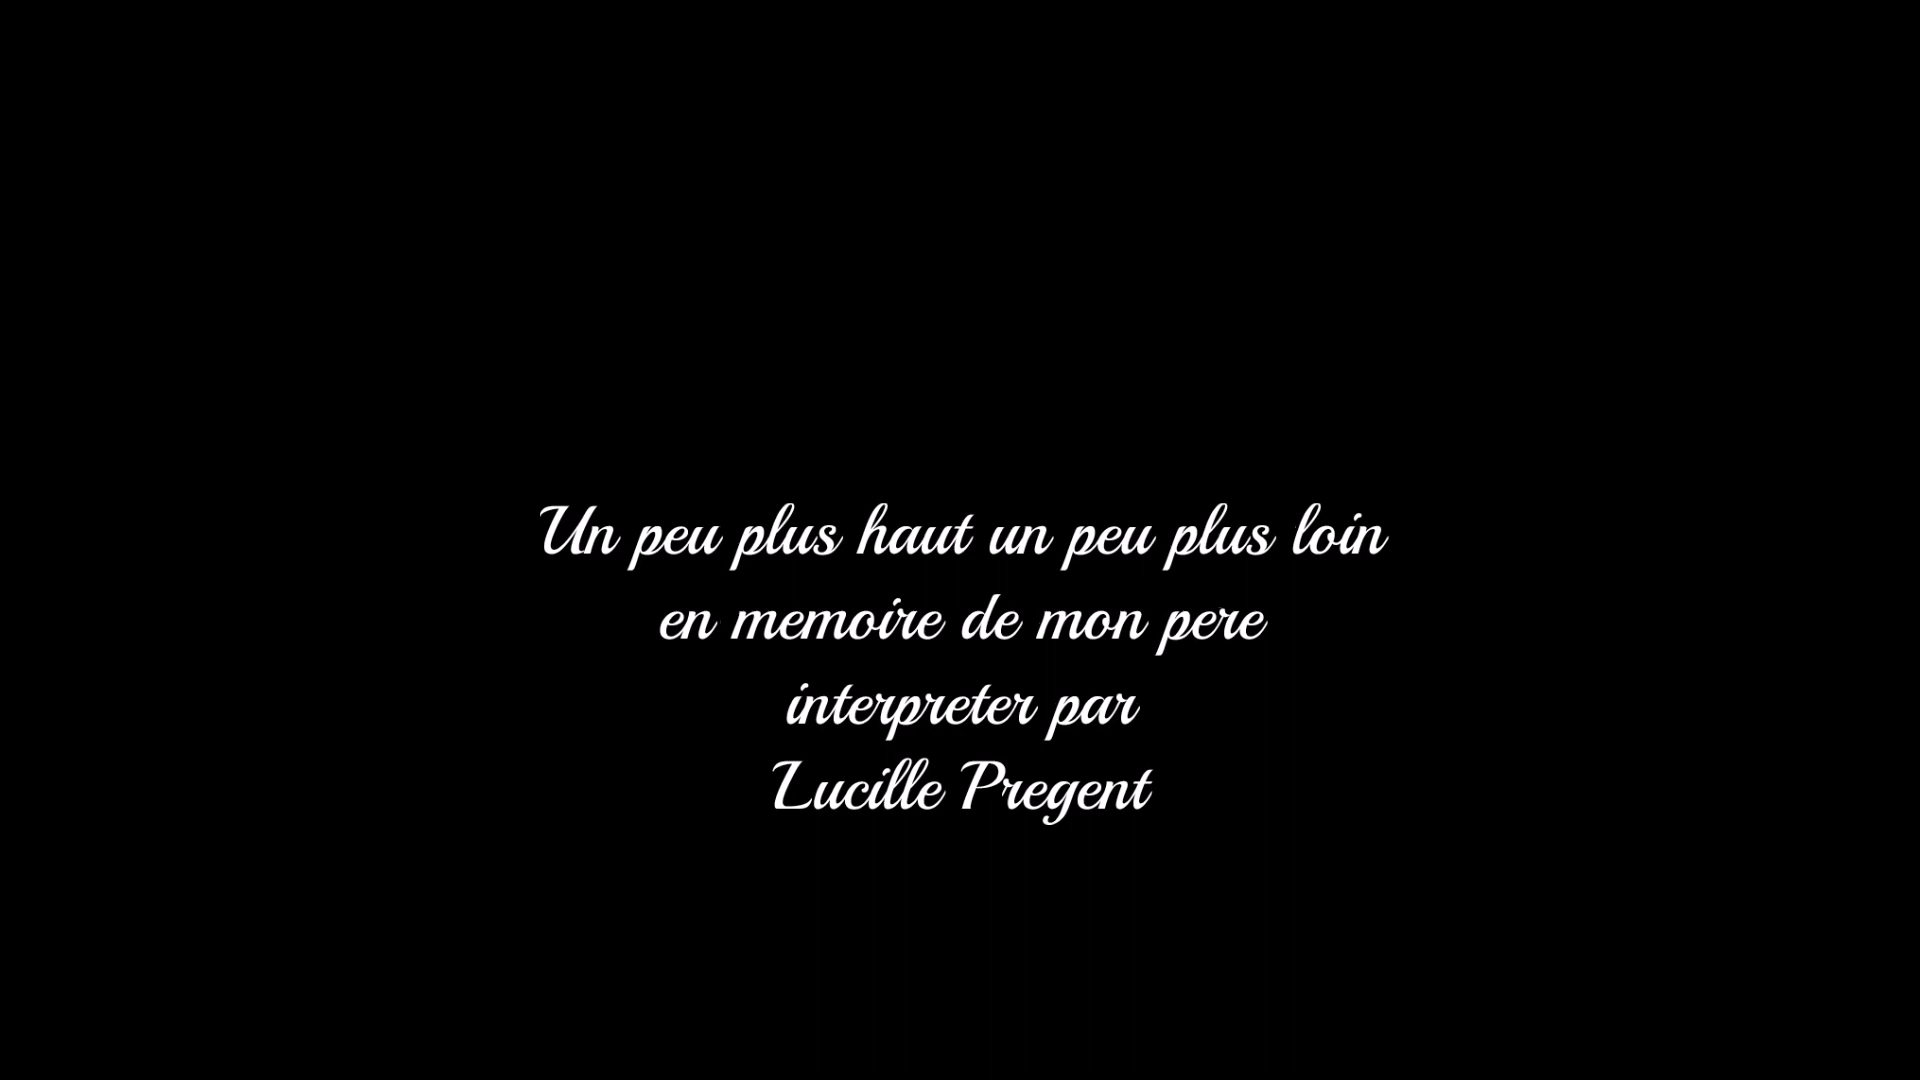 Un peu plus haut un peu plus loin
en memoire de mon pere
interpreter par
Lucille Pregent